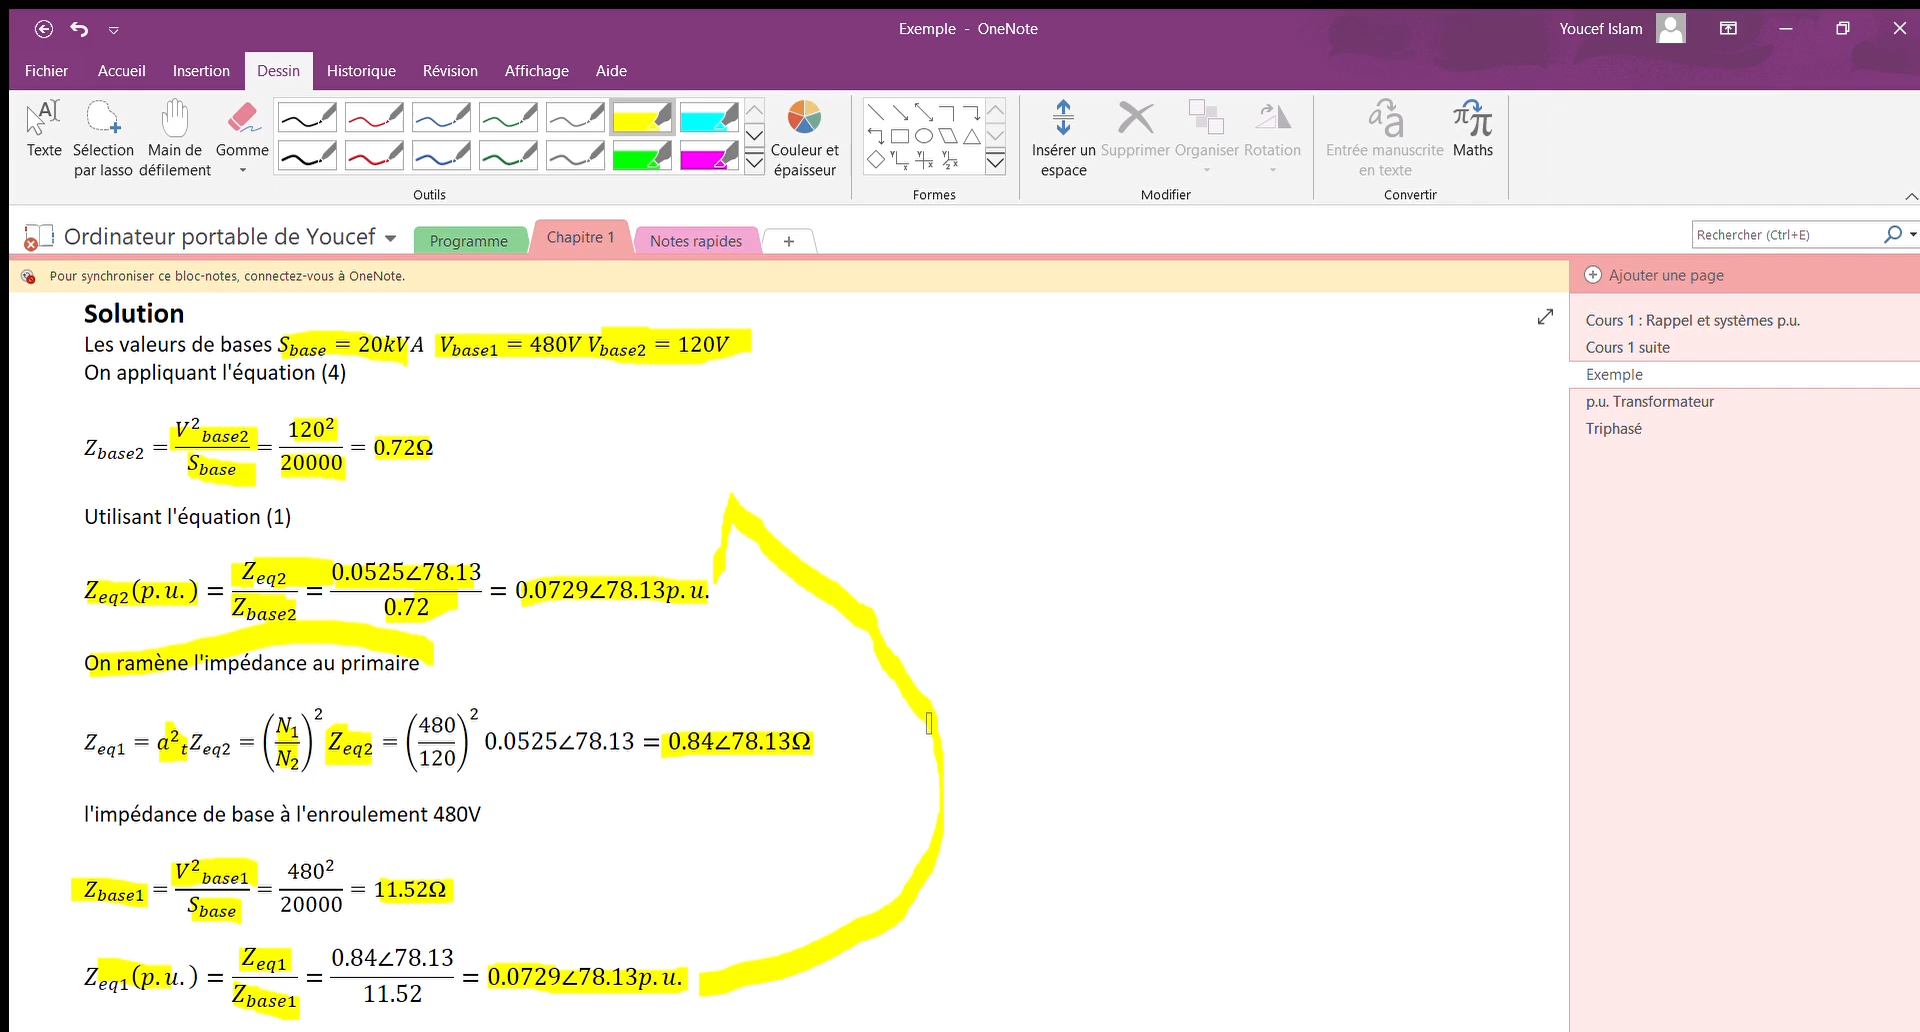 Exemple - OneNote
Youcef Islam
Fichier Accueil Insertion Dessin Historique Révision Affichage Aide
Texte
Sélection par lasso
Main de défilement
Gomme
Couleur et épaisseur
Outils
Formes
Insérer un espace
Supprimer
Organiser
Rotation
Modifier
Entrée manuscrite en texte
Maths
Convertir
Ordinateur portable de Youcef
Programme
Chapitre 1
Notes rapides
+
Rechercher (Ctrl+E)
Pour synchroniser ce bloc-notes, connectez-vous à OneNote.
Ajouter une page
Cours 1 : Rappel et systèmes p.u.
Cours 1 suite
Exemple
p.u. Transformateur
Triphasé
Solution
Les valeurs de bases S_base = 20kVA V_base1 = 480V V_base2 = 120V
On appliquant l'équation (4)
Z_base2 = V²_base2 / S_base = 120² / 20000 = 0.72Ω
Utilisant l'équation (1)
Z_eq2(p.u.) = Z_eq2 / Z_base2 = 0.0525∠78.13 / 0.72 = 0.0729∠78.13p.u.
On ramène l'impédance au primaire
Z_eq1 = a²_t Z_eq2 = (N₁ / N₂)² Z_eq2 = (480 / 120)² 0.0525∠78.13 = 0.84∠78.13Ω
l'impédance de base à l'enroulement 480V
Z_base1 = V²_base1 / S_base = 480² / 20000 = 11.52Ω
Z_eq1(p.u.) = Z_eq1 / Z_base1 = 0.84∠78.13 / 11.52 = 0.0729∠78.13p.u.